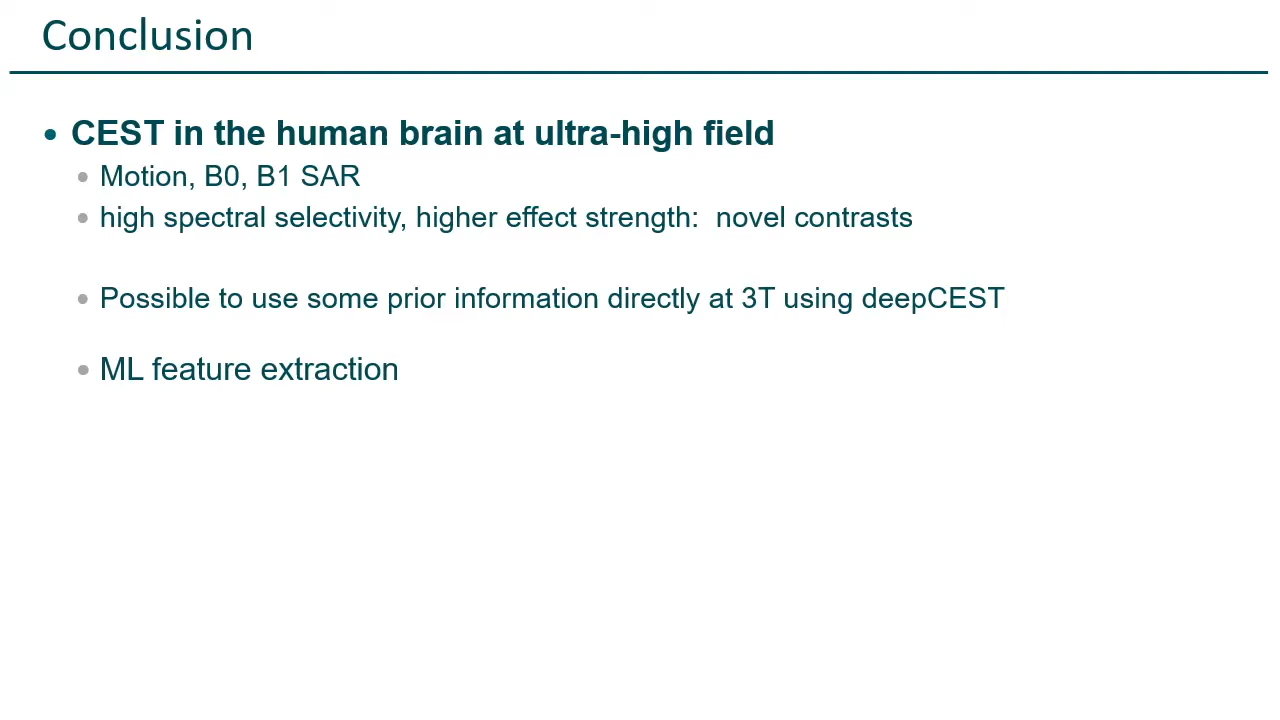 Conclusion
• CEST in the human brain at ultra-high field
• Motion, B0, B1 SAR
• high spectral selectivity, higher effect strength:  novel contrasts
• Possible to use some prior information directly at 3T using deepCEST
• ML feature extraction